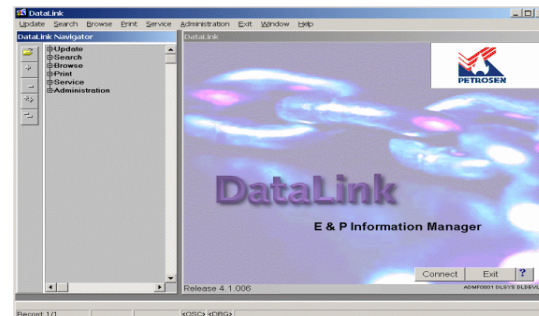 DataLink
Update Search Browse Print Service Administration Exit Window Help
DataLink Navigator
DataLink
Update
Search
Browse
Print
Service
Administration
PETROSEN
DataLink
E & P Information Manager
Connect Exit ?
Release 4.1.006
Record: 1/1 <OSC> <DBG>